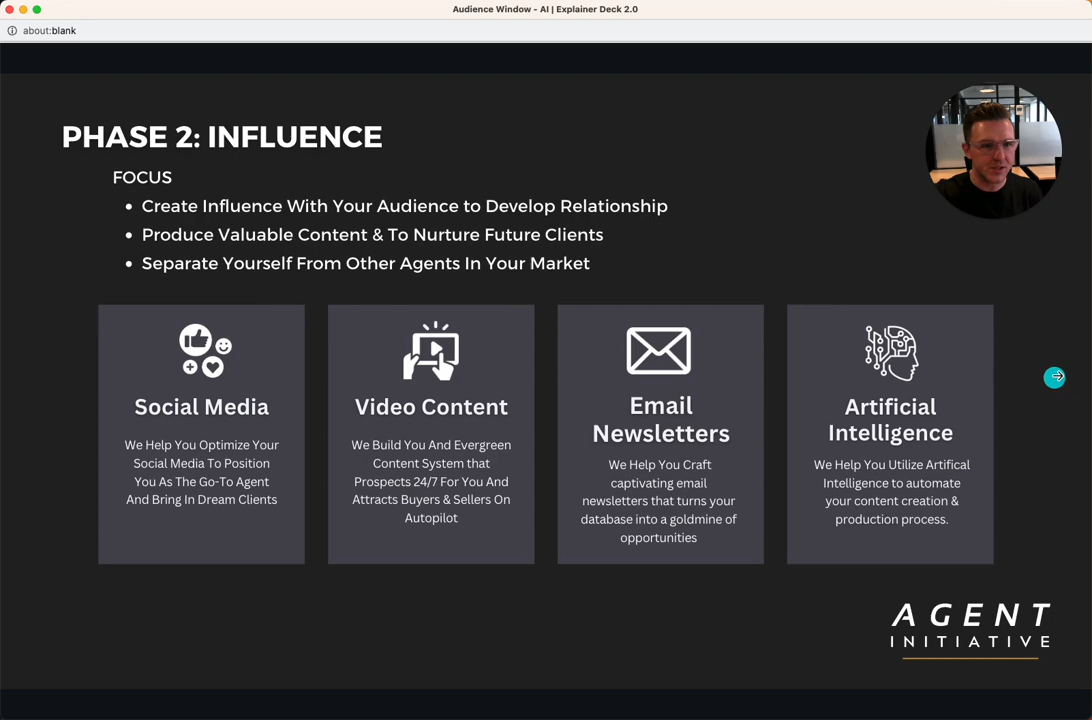 Audience Window - AI | Explainer Deck 2.0
about:blank
PHASE 2: INFLUENCE
FOCUS
• Create Influence With Your Audience to Develop Relationship
• Produce Valuable Content & To Nurture Future Clients
• Separate Yourself From Other Agents In Your Market
Social Media
We Help You Optimize Your
Social Media To Position
You As The Go-To Agent
And Bring In Dream Clients
Video Content
We Build You And Evergreen
Content System that
Prospects 24/7 For You And
Attracts Buyers & Sellers On
Autopilot
Email
Newsletters
We Help You Craft
captivating email
newsletters that turns your
database into a goldmine of
opportunities
Artificial
Intelligence
We Help You Utilize Artifical
Intelligence to automate
your content creation &
production process.
AGENT
INITIATIVE